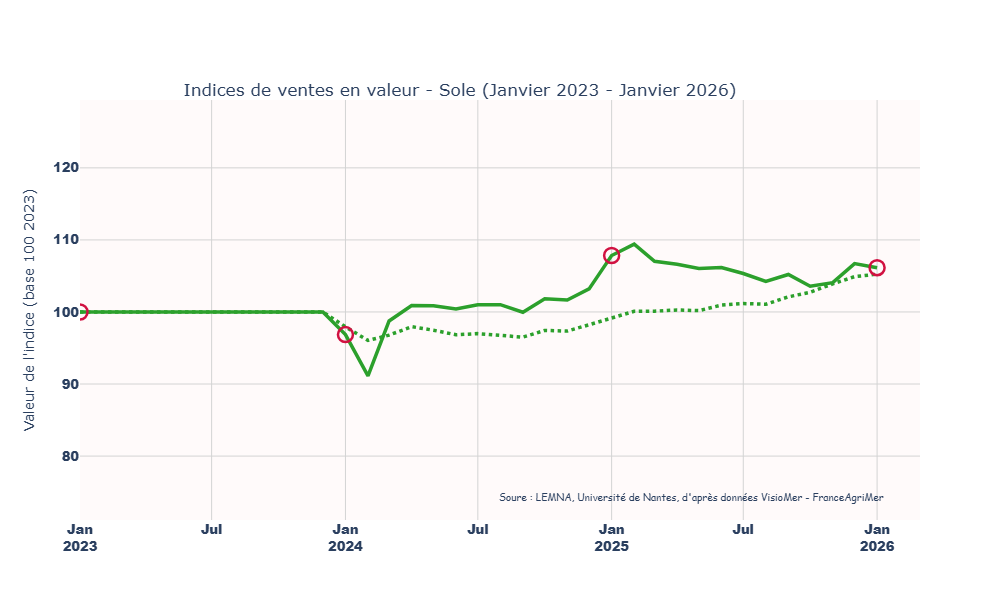 Indices de ventes en valeur - Sole (Janvier 2023 - Janvier 2026)
Valeur de l'indice (base 100 2023)
120
110
100
90
80
Soure : LEMNA, Université de Nantes, d'après données VisioMer - FranceAgriMer
Jan Jul Jan Jul Jan Jul Jan
2023 2024 2025 2026